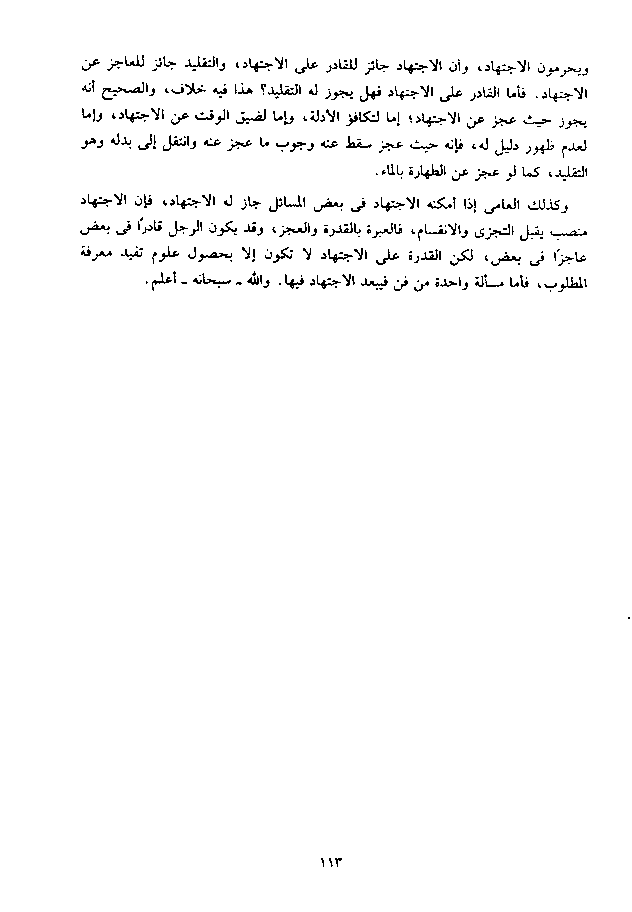 ويحرمون الاجتهاد، وأن الاجتهاد جائز للقادر على الاجتهاد، والتقليد جائز للعاجز عن
الاجتهاد. فأما القادر على الاجتهاد فهل يجوز له التقليد؟ هذا فيه خلاف، والصحيح أنه
يجوز حيث عجز عن الاجتهاد؛ إما لتكافؤ الأدلة، وإما لضيق الوقت عن الاجتهاد، وإما
لعدم ظهور دليل له، فإنه حيث عجز سقط عنه وجوب ما عجز عنه وانتقل إلى بدله وهو
التقليد، كما لو عجز عن الطهارة بالماء.
وكذلك العامى إذا أمكنه الاجتهاد فى بعض المسائل جاز له الاجتهاد، فإن الاجتهاد
منصب يقبل التجزى والانقسام، فالعبرة بالقدرة والعجز، وقد يكون الرجل قادرًا فى بعض
عاجزًا فى بعض، لكن القدرة على الاجتهاد لا تكون إلا بحصول علوم تفيد معرفة
المطلوب، فأما مسألة واحدة من فن فيبعد الاجتهاد فيها. والله ـ سبحانه ـ أعلم.
١١٣